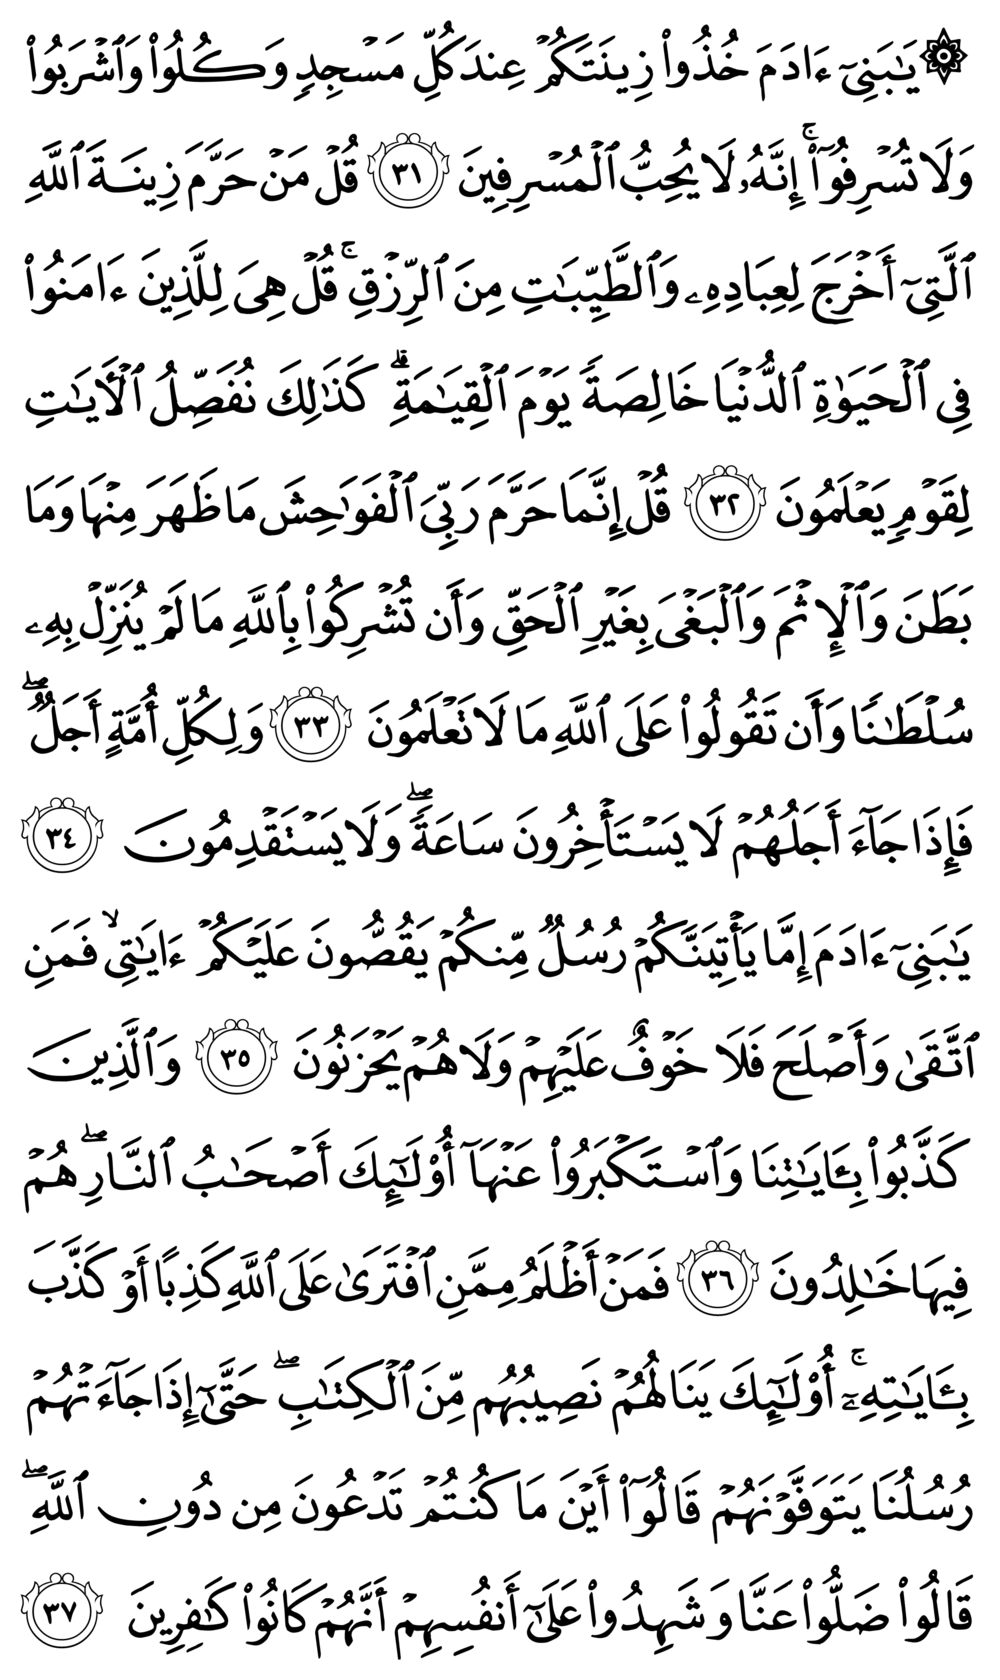 ۞ يَٰبَنِيٓ ءَادَمَ خُذُواْ زِينَتَكُمۡ عِندَ كُلِّ مَسۡجِدٖ وَكُلُواْ وَٱشۡرَبُواْ
وَلَا تُسۡرِفُوٓاْۚ إِنَّهُۥ لَا يُحِبُّ ٱلۡمُسۡرِفِينَ ٣١ قُلۡ مَنۡ حَرَّمَ زِينَةَ ٱللَّهِ
ٱلَّتِيٓ أَخۡرَجَ لِعِبَادِهِۦ وَٱلطَّيِّبَٰتِ مِنَ ٱلرِّزۡقِۚ قُلۡ هِيَ لِلَّذِينَ ءَامَنُواْ
فِي ٱلۡحَيَوٰةِ ٱلدُّنۡيَا خَالِصَةٗ يَوۡمَ ٱلۡقِيَٰمَةِۗ كَذَٰلِكَ نُفَصِّلُ ٱلۡأٓيَٰتِ
لِقَوۡمٖ يَعۡلَمُونَ ٣٢ قُلۡ إِنَّمَا حَرَّمَ رَبِّيَ ٱلۡفَوَٰحِشَ مَا ظَهَرَ مِنۡهَا وَمَا
بَطَنَ وَٱلۡإِثۡمَ وَٱلۡبَغۡيَ بِغَيۡرِ ٱلۡحَقِّ وَأَن تُشۡرِكُواْ بِٱللَّهِ مَا لَمۡ يُنَزِّلۡ بِهِۦ
سُلۡطَٰنٗا وَأَن تَقُولُواْ عَلَى ٱللَّهِ مَا لَا تَعۡلَمُونَ ٣٣ وَلِكُلِّ أُمَّةٍ أَجَلٞۖ
فَإِذَا جَآءَ أَجَلُهُمۡ لَا يَسۡتَأۡخِرُونَ سَاعَةٗۖ وَلَا يَسۡتَقۡدِمُونَ ٣٤
يَٰبَنِيٓ ءَادَمَ إِمَّا يَأۡتِيَنَّكُمۡ رُسُلٞ مِّنكُمۡ يَقُصُّونَ عَلَيۡكُمۡ ءَايَٰتِي ۙ فَمَنِ
ٱتَّقَىٰ وَأَصۡلَحَ فَلَا خَوۡفٌ عَلَيۡهِمۡ وَلَا هُمۡ يَحۡزَنُونَ ٣٥ وَٱلَّذِينَ
كَذَّبُواْ بِـَٔايَٰتِنَا وَٱسۡتَكۡبَرُواْ عَنۡهَآ أُوْلَٰٓئِكَ أَصۡحَٰبُ ٱلنَّارِۖ هُمۡ
فِيهَا خَٰلِدُونَ ٣٦ فَمَنۡ أَظۡلَمُ مِمَّنِ ٱفۡتَرَىٰ عَلَى ٱللَّهِ كَذِبًا أَوۡ كَذَّبَ
بِـَٔايَٰتِهِۦٓۚ أُوْلَٰٓئِكَ يَنَالُهُمۡ نَصِيبُهُم مِّنَ ٱلۡكِتَٰبِۖ حَتَّىٰٓ إِذَا جَآءَتۡهُمۡ
رُسُلُنَا يَتَوَفَّوۡنَهُمۡ قَالُوٓاْ أَيۡنَ مَا كُنتُمۡ تَدۡعُونَ مِن دُونِ ٱللَّهِۖ
قَالُواْ ضَلُّواْ عَنَّا وَشَهِدُواْ عَلَىٰٓ أَنفُسِهِمۡ أَنَّهُمۡ كَانُواْ كَٰفِرِينَ ٣٧